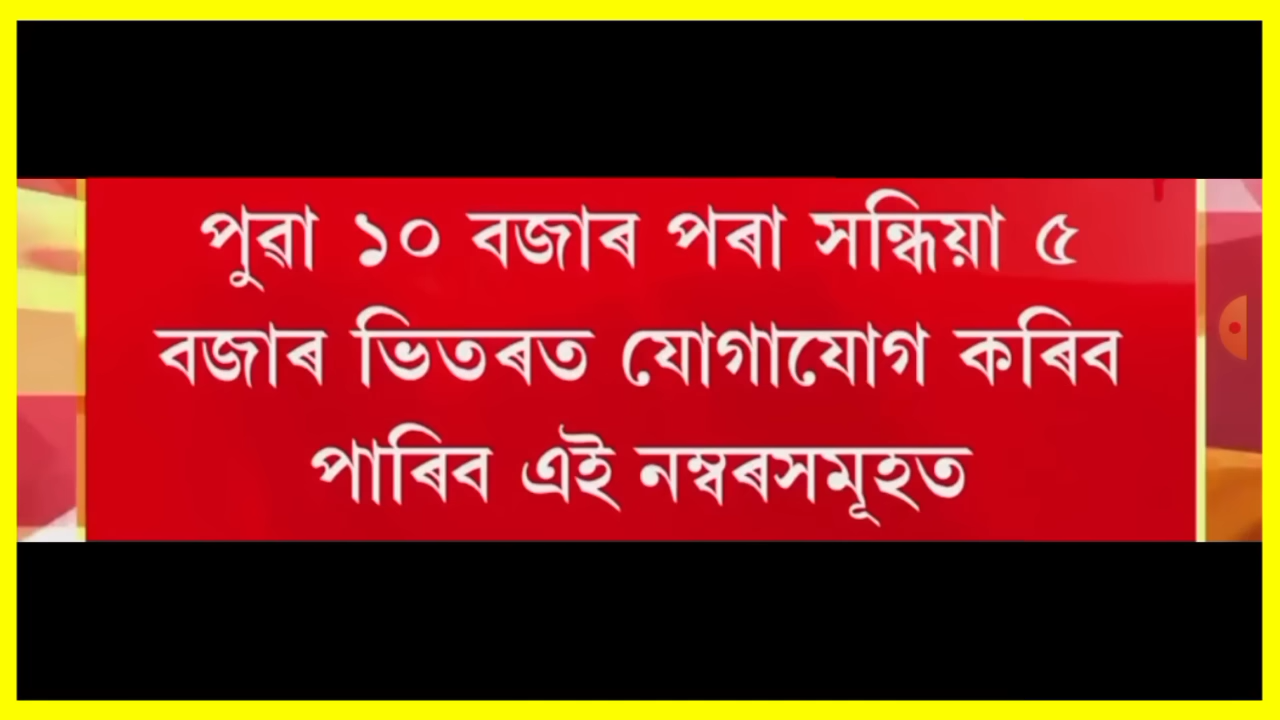 পুৱা ১০ বজাৰ পৰা সন্ধিয়া ৫
বজাৰ ভিতৰত যোগাযোগ কৰিব
পাৰিব এই নম্বৰসমূহত